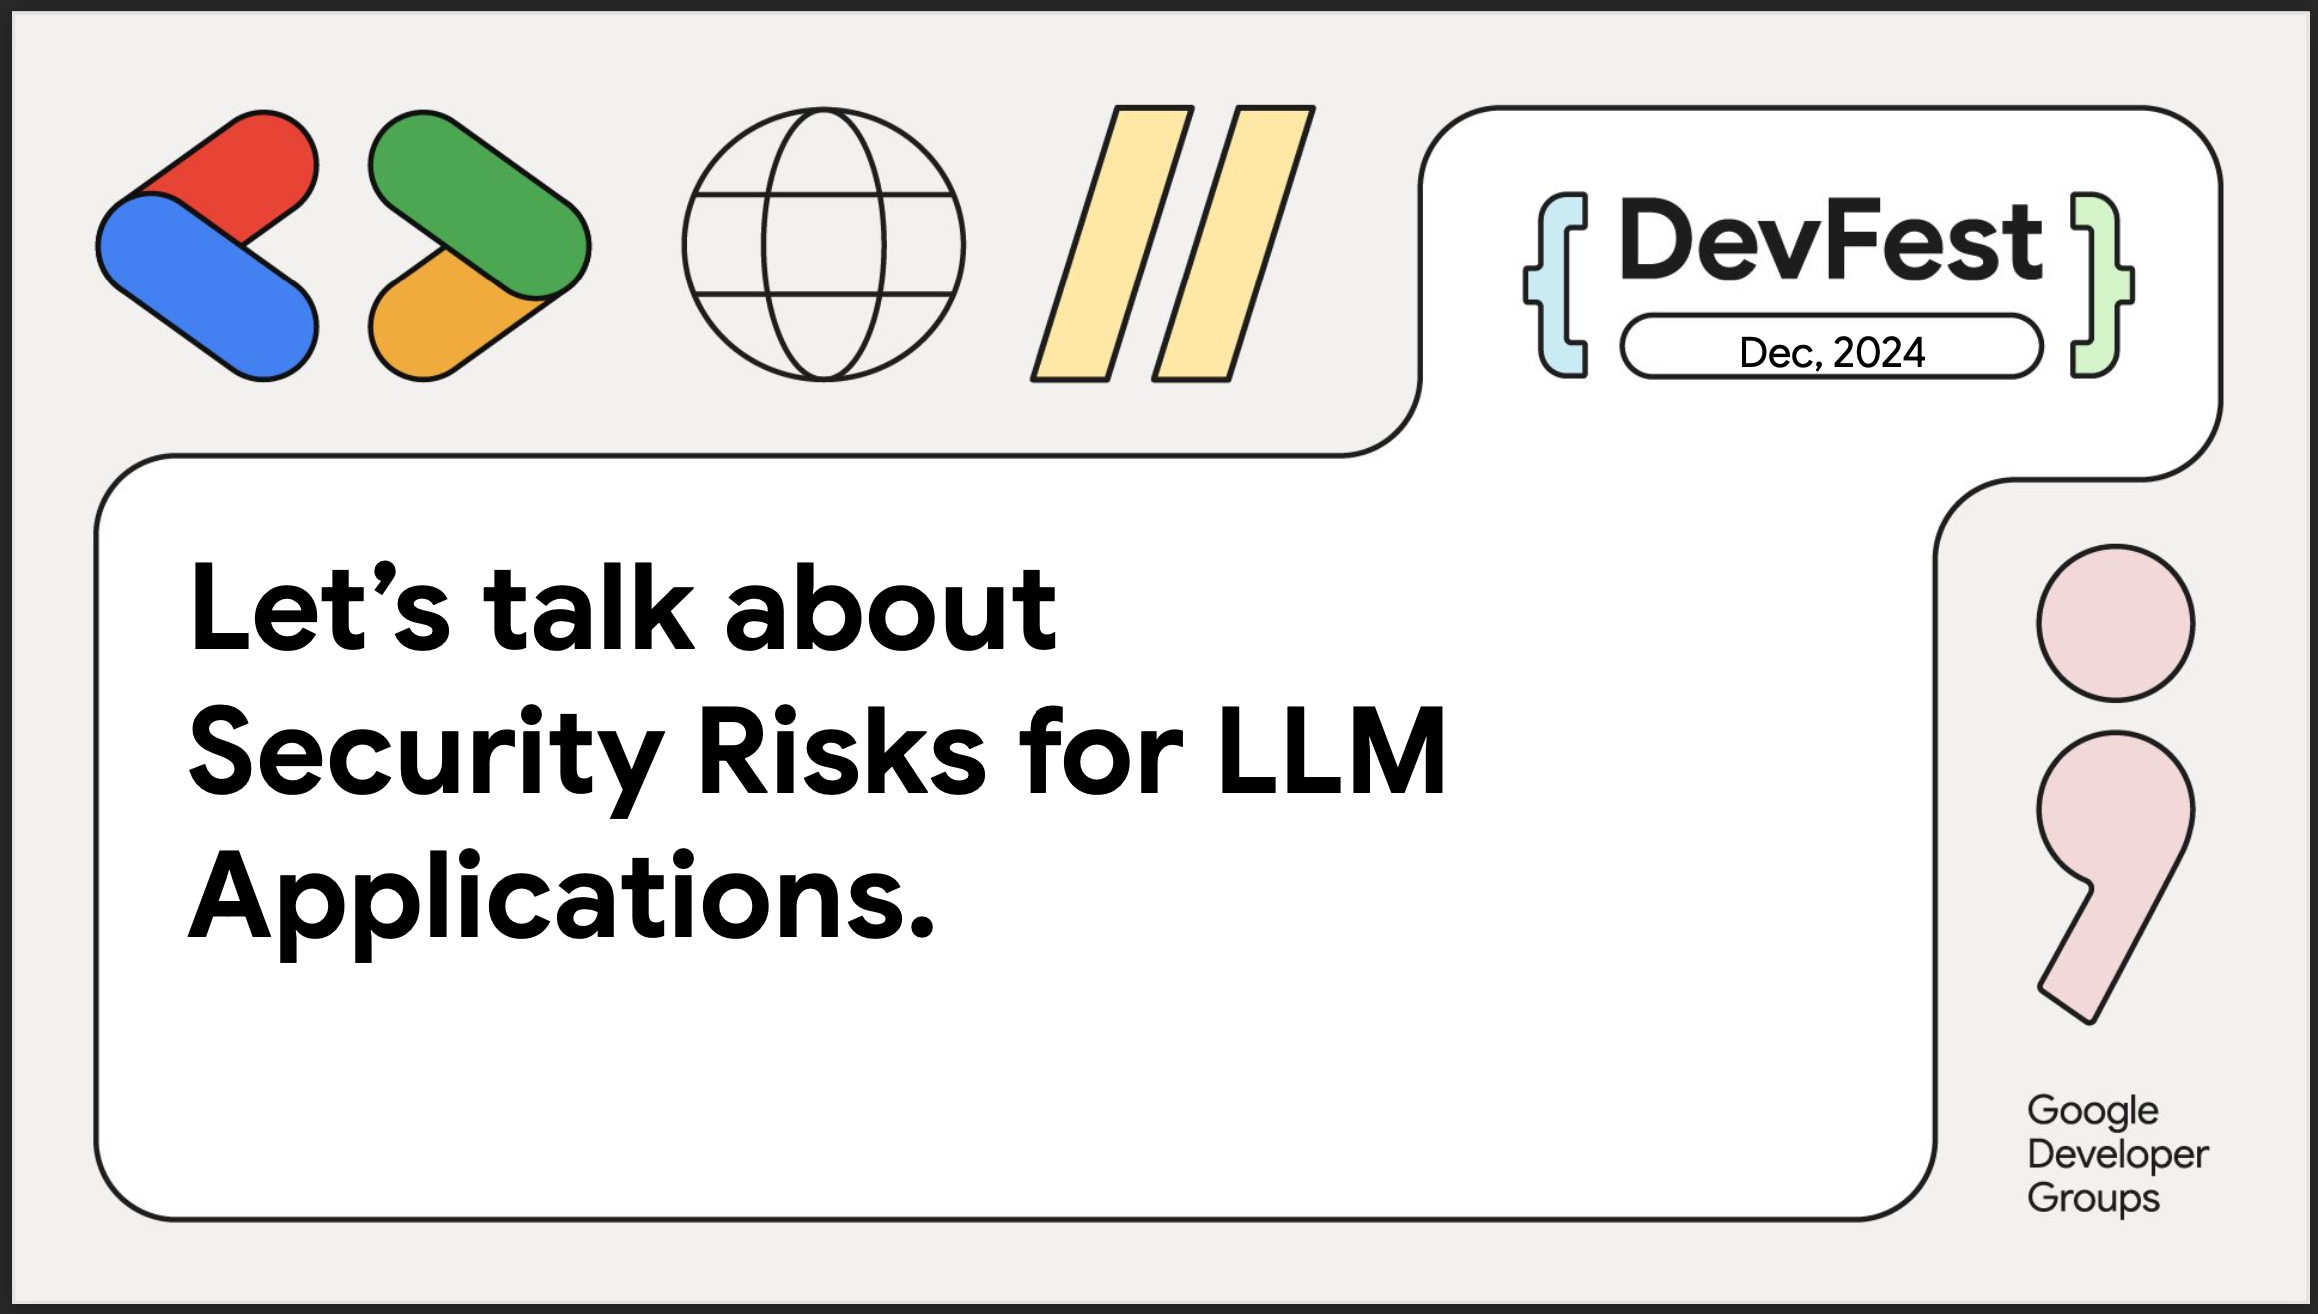 DevFest
Dec, 2024
Let’s talk about
Security Risks for LLM
Applications.
Google
Developer
Groups